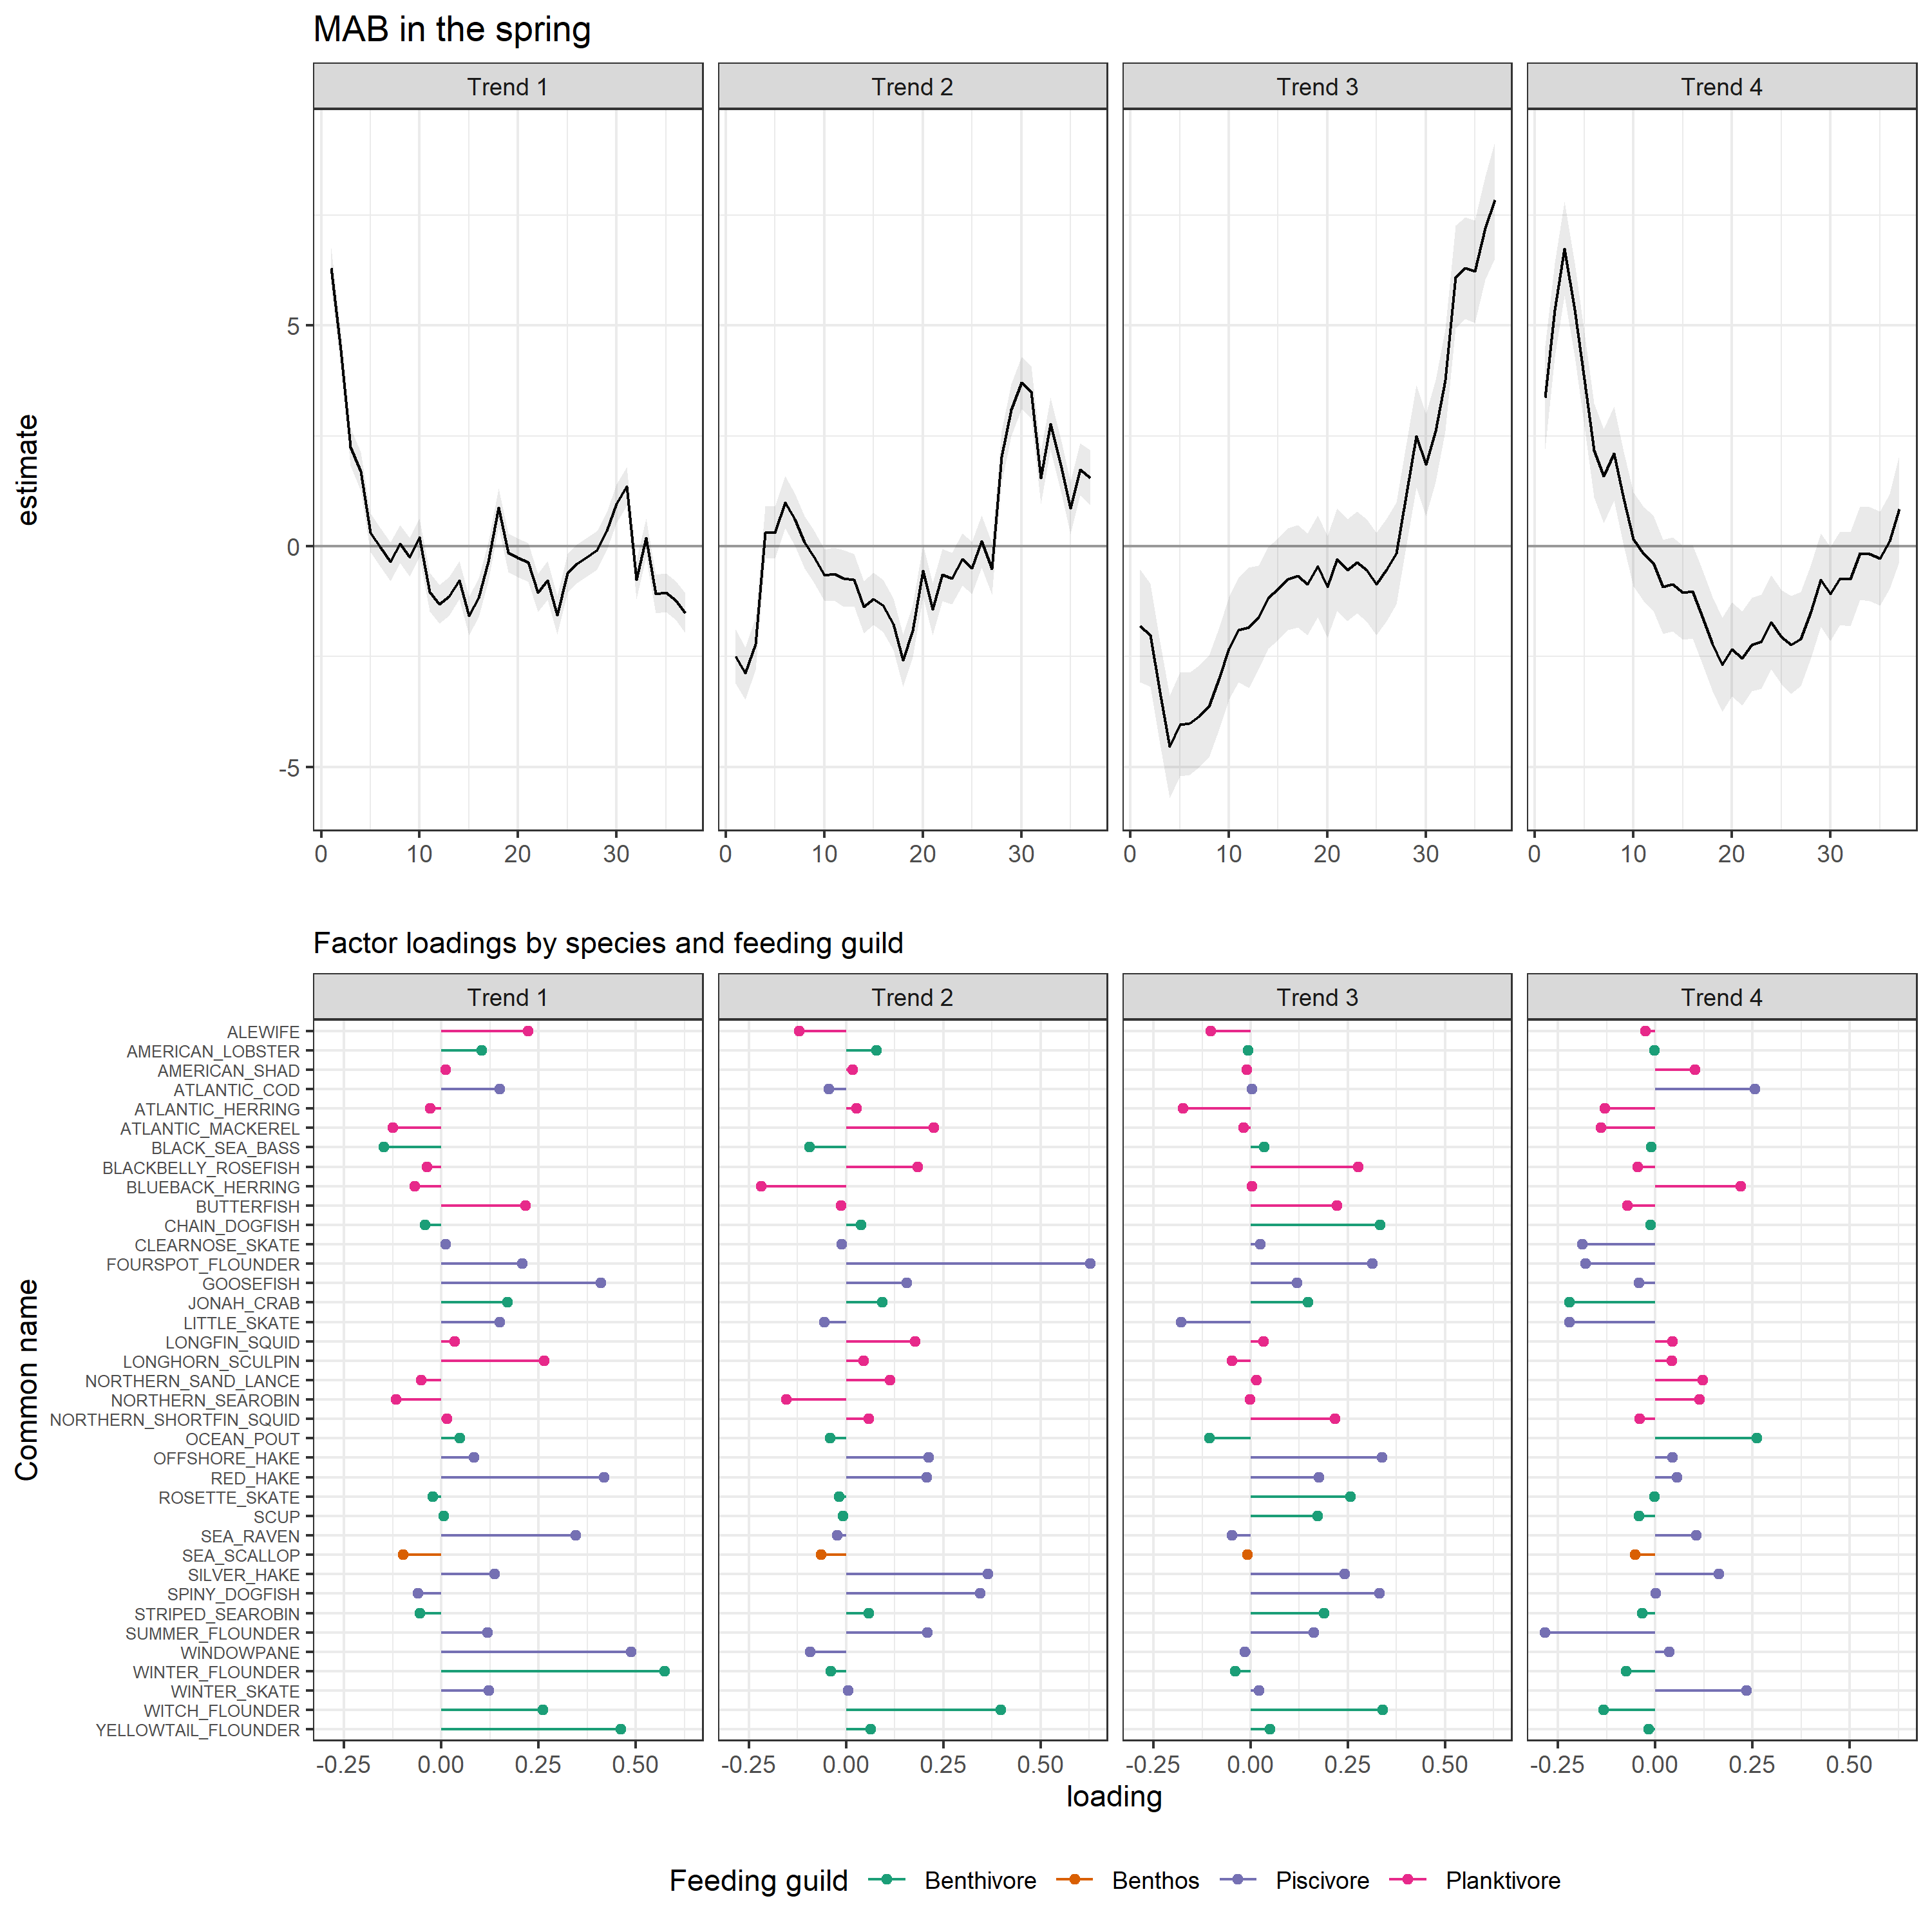 MAB in the spring
Trend 1 Trend 2 Trend 3 Trend 4
estimate
5
0
-5
0 10 20 30 0 10 20 30 0 10 20 30 0 10 20 30
Factor loadings by species and feeding guild
Trend 1 Trend 2 Trend 3 Trend 4
Common name
ALEWIFE
AMERICAN_LOBSTER
AMERICAN_SHAD
ATLANTIC_COD
ATLANTIC_HERRING
ATLANTIC_MACKEREL
BLACK_SEA_BASS
BLACKBELLY_ROSEFISH
BLUEBACK_HERRING
BUTTERFISH
CHAIN_DOGFISH
CLEARNOSE_SKATE
FOURSPOT_FLOUNDER
GOOSEFISH
JONAH_CRAB
LITTLE_SKATE
LONGFIN_SQUID
LONGHORN_SCULPIN
NORTHERN_SAND_LANCE
NORTHERN_SEAROBIN
NORTHERN_SHORTFIN_SQUID
OCEAN_POUT
OFFSHORE_HAKE
RED_HAKE
ROSETTE_SKATE
SCUP
SEA_RAVEN
SEA_SCALLOP
SILVER_HAKE
SPINY_DOGFISH
STRIPED_SEAROBIN
SUMMER_FLOUNDER
WINDOWPANE
WINTER_FLOUNDER
WINTER_SKATE
WITCH_FLOUNDER
YELLOWTAIL_FLOUNDER
-0.25 0.00 0.25 0.50 -0.25 0.00 0.25 0.50 -0.25 0.00 0.25 0.50 -0.25 0.00 0.25 0.50
loading
Feeding guild Benthivore Benthos Piscivore Planktivore